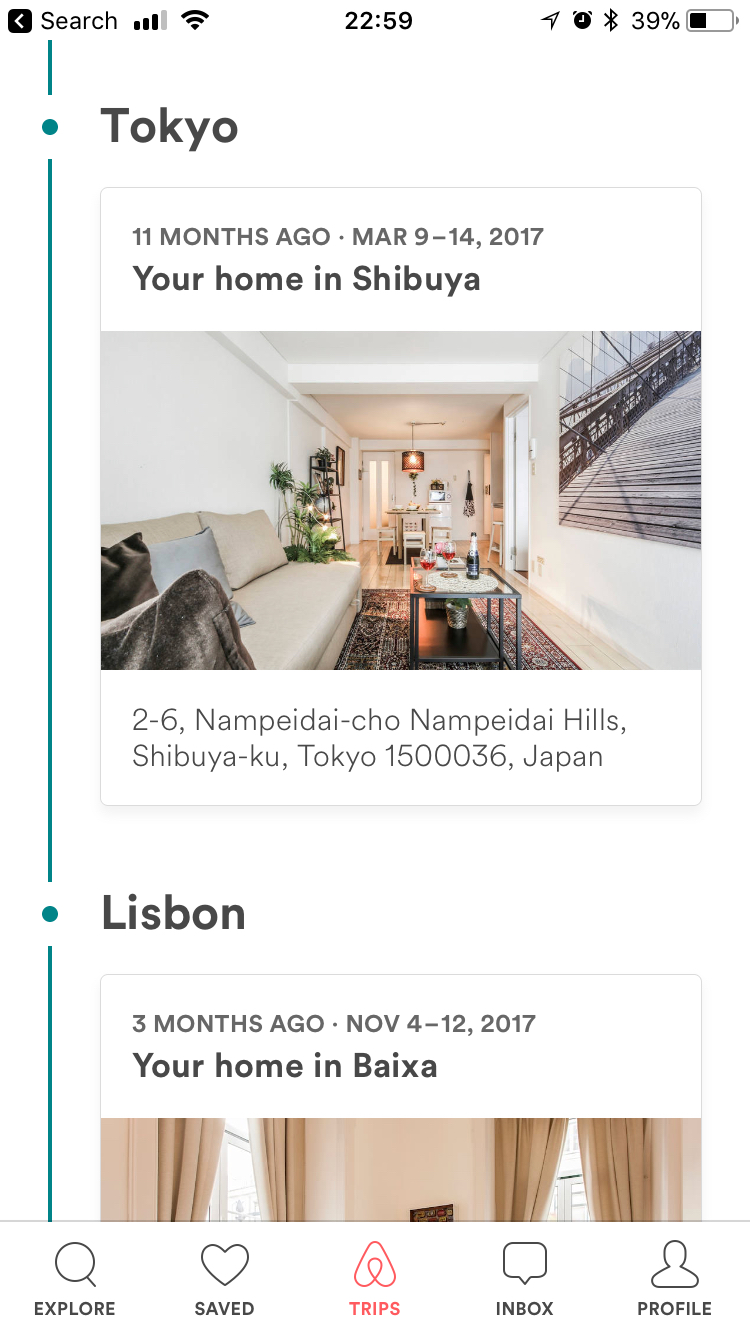 Search 22:59 39%
Tokyo
11 MONTHS AGO · MAR 9–14, 2017
Your home in Shibuya
2-6, Nampeidai-cho Nampeidai Hills,
Shibuya-ku, Tokyo 1500036, Japan
Lisbon
3 MONTHS AGO · NOV 4–12, 2017
Your home in Baixa
EXPLORE SAVED TRIPS INBOX PROFILE